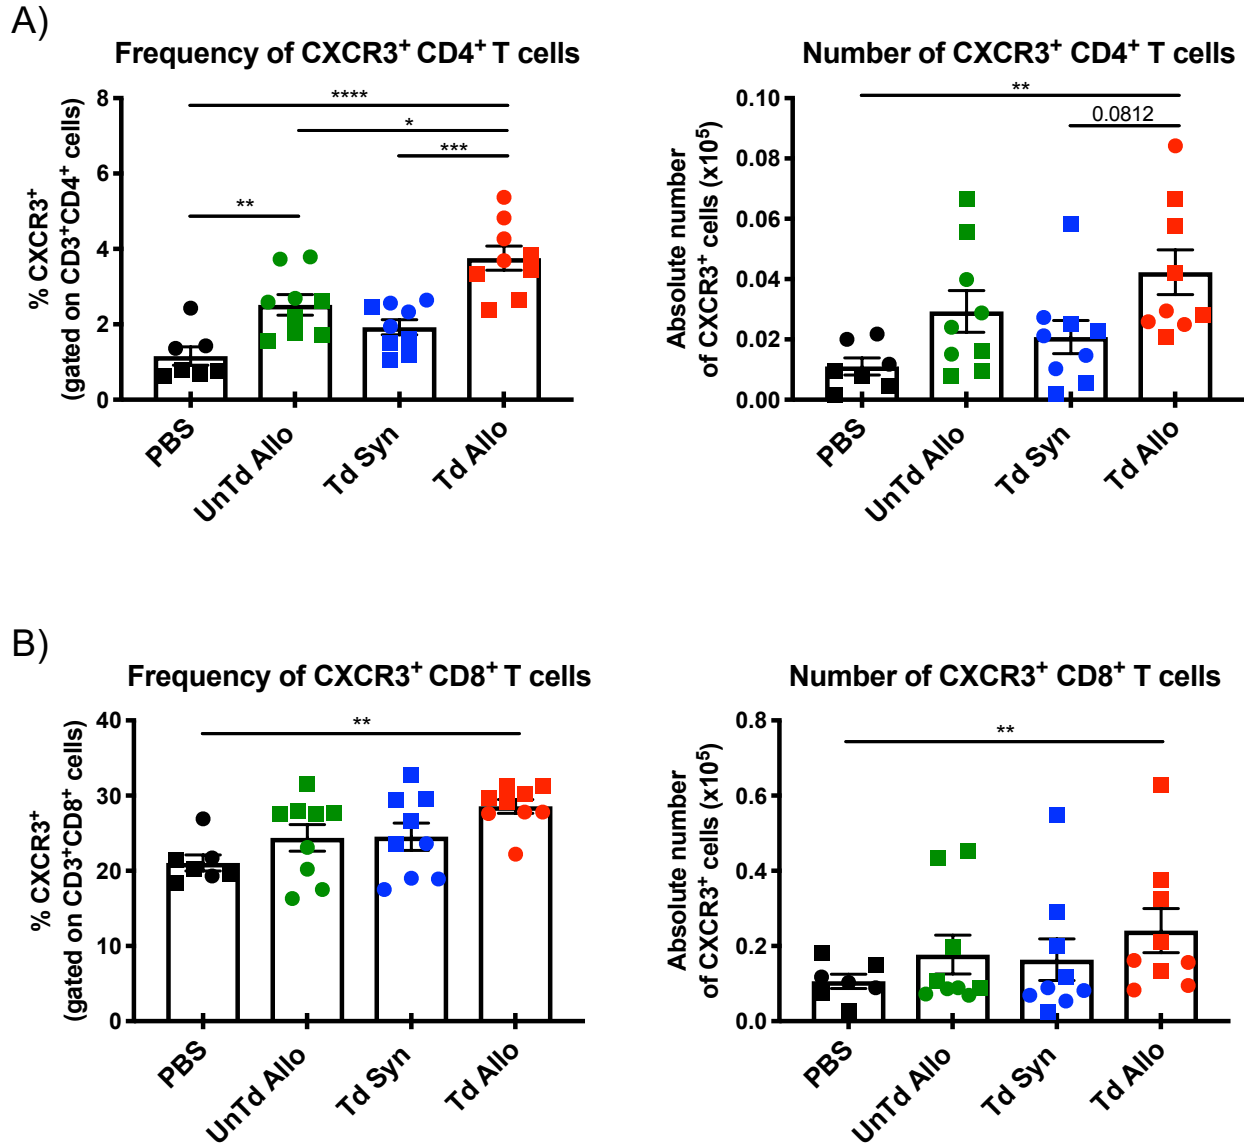 A)
Frequency of CXCR3⁺ CD4⁺ T cells
% CXCR3⁺
(gated on CD3⁺CD4⁺ cells)
8
6
4
2
0
****
*
***
**
PBS
UnTd Allo
Td Syn
Td Allo
Number of CXCR3⁺ CD4⁺ T cells
Absolute number
of CXCR3⁺ cells (x10⁵)
0.10
0.08
0.06
0.04
0.02
0.00
**
0.0812
PBS
UnTd Allo
Td Syn
Td Allo
B)
Frequency of CXCR3⁺ CD8⁺ T cells
% CXCR3⁺
(gated on CD3⁺CD8⁺ cells)
40
30
20
10
0
**
PBS
UnTd Allo
Td Syn
Td Allo
Number of CXCR3⁺ CD8⁺ T cells
Absolute number
of CXCR3⁺ cells (x10⁵)
0.8
0.6
0.4
0.2
0.0
**
PBS
UnTd Allo
Td Syn
Td Allo